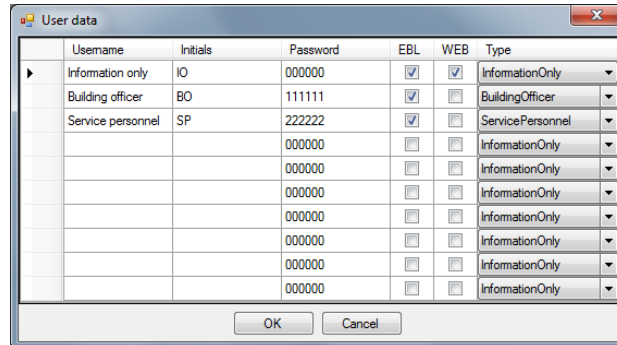 User data
Username Initials Password EBL WEB Type
Information only IO 000000 InformationOnly
Building officer BO 111111 BuildingOfficer
Service personnel SP 222222 ServicePersonnel
000000 InformationOnly
000000 InformationOnly
000000 InformationOnly
000000 InformationOnly
000000 InformationOnly
000000 InformationOnly
000000 InformationOnly
OK Cancel